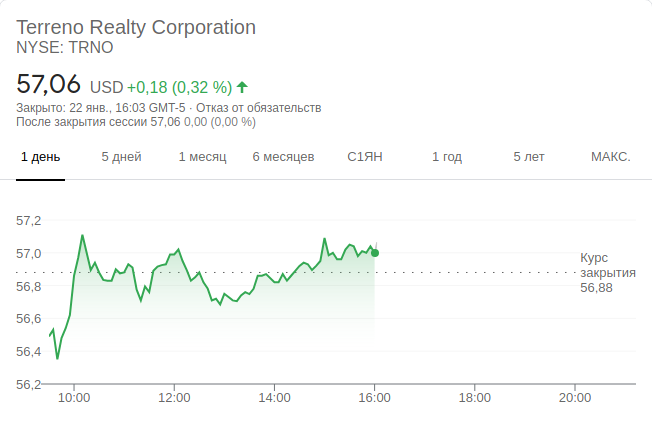 Terreno Realty Corporation
NYSE: TRNO
57,06 USD +0,18 (0,32 %)
Закрыто: 22 янв., 16:03 GMT-5 · Отказ от обязательств
После закрытия сессии 57,06 0,00 (0,00 %)
1 день 5 дней 1 месяц 6 месяцев С1ЯН 1 год 5 лет МАКС.
57,2
57,0
56,8
56,6
56,4
56,2
Курс
закрытия
56,88
10:00 12:00 14:00 16:00 18:00 20:00